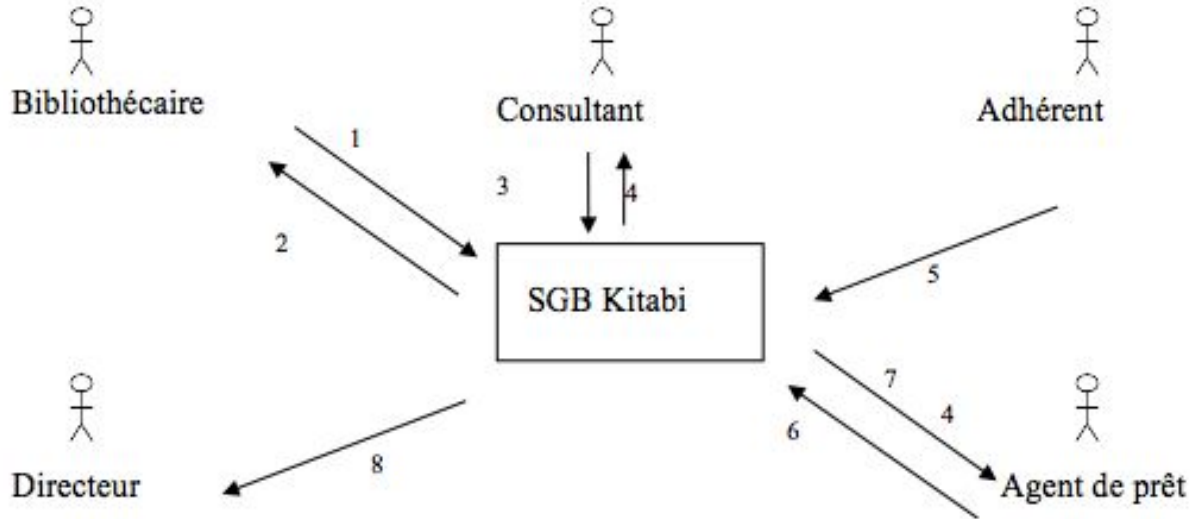 Bibliothécaire
Consultant
Adhérent
1
3
4
2
5
SGB Kitabi
7
4
6
8
Directeur
Agent de prêt